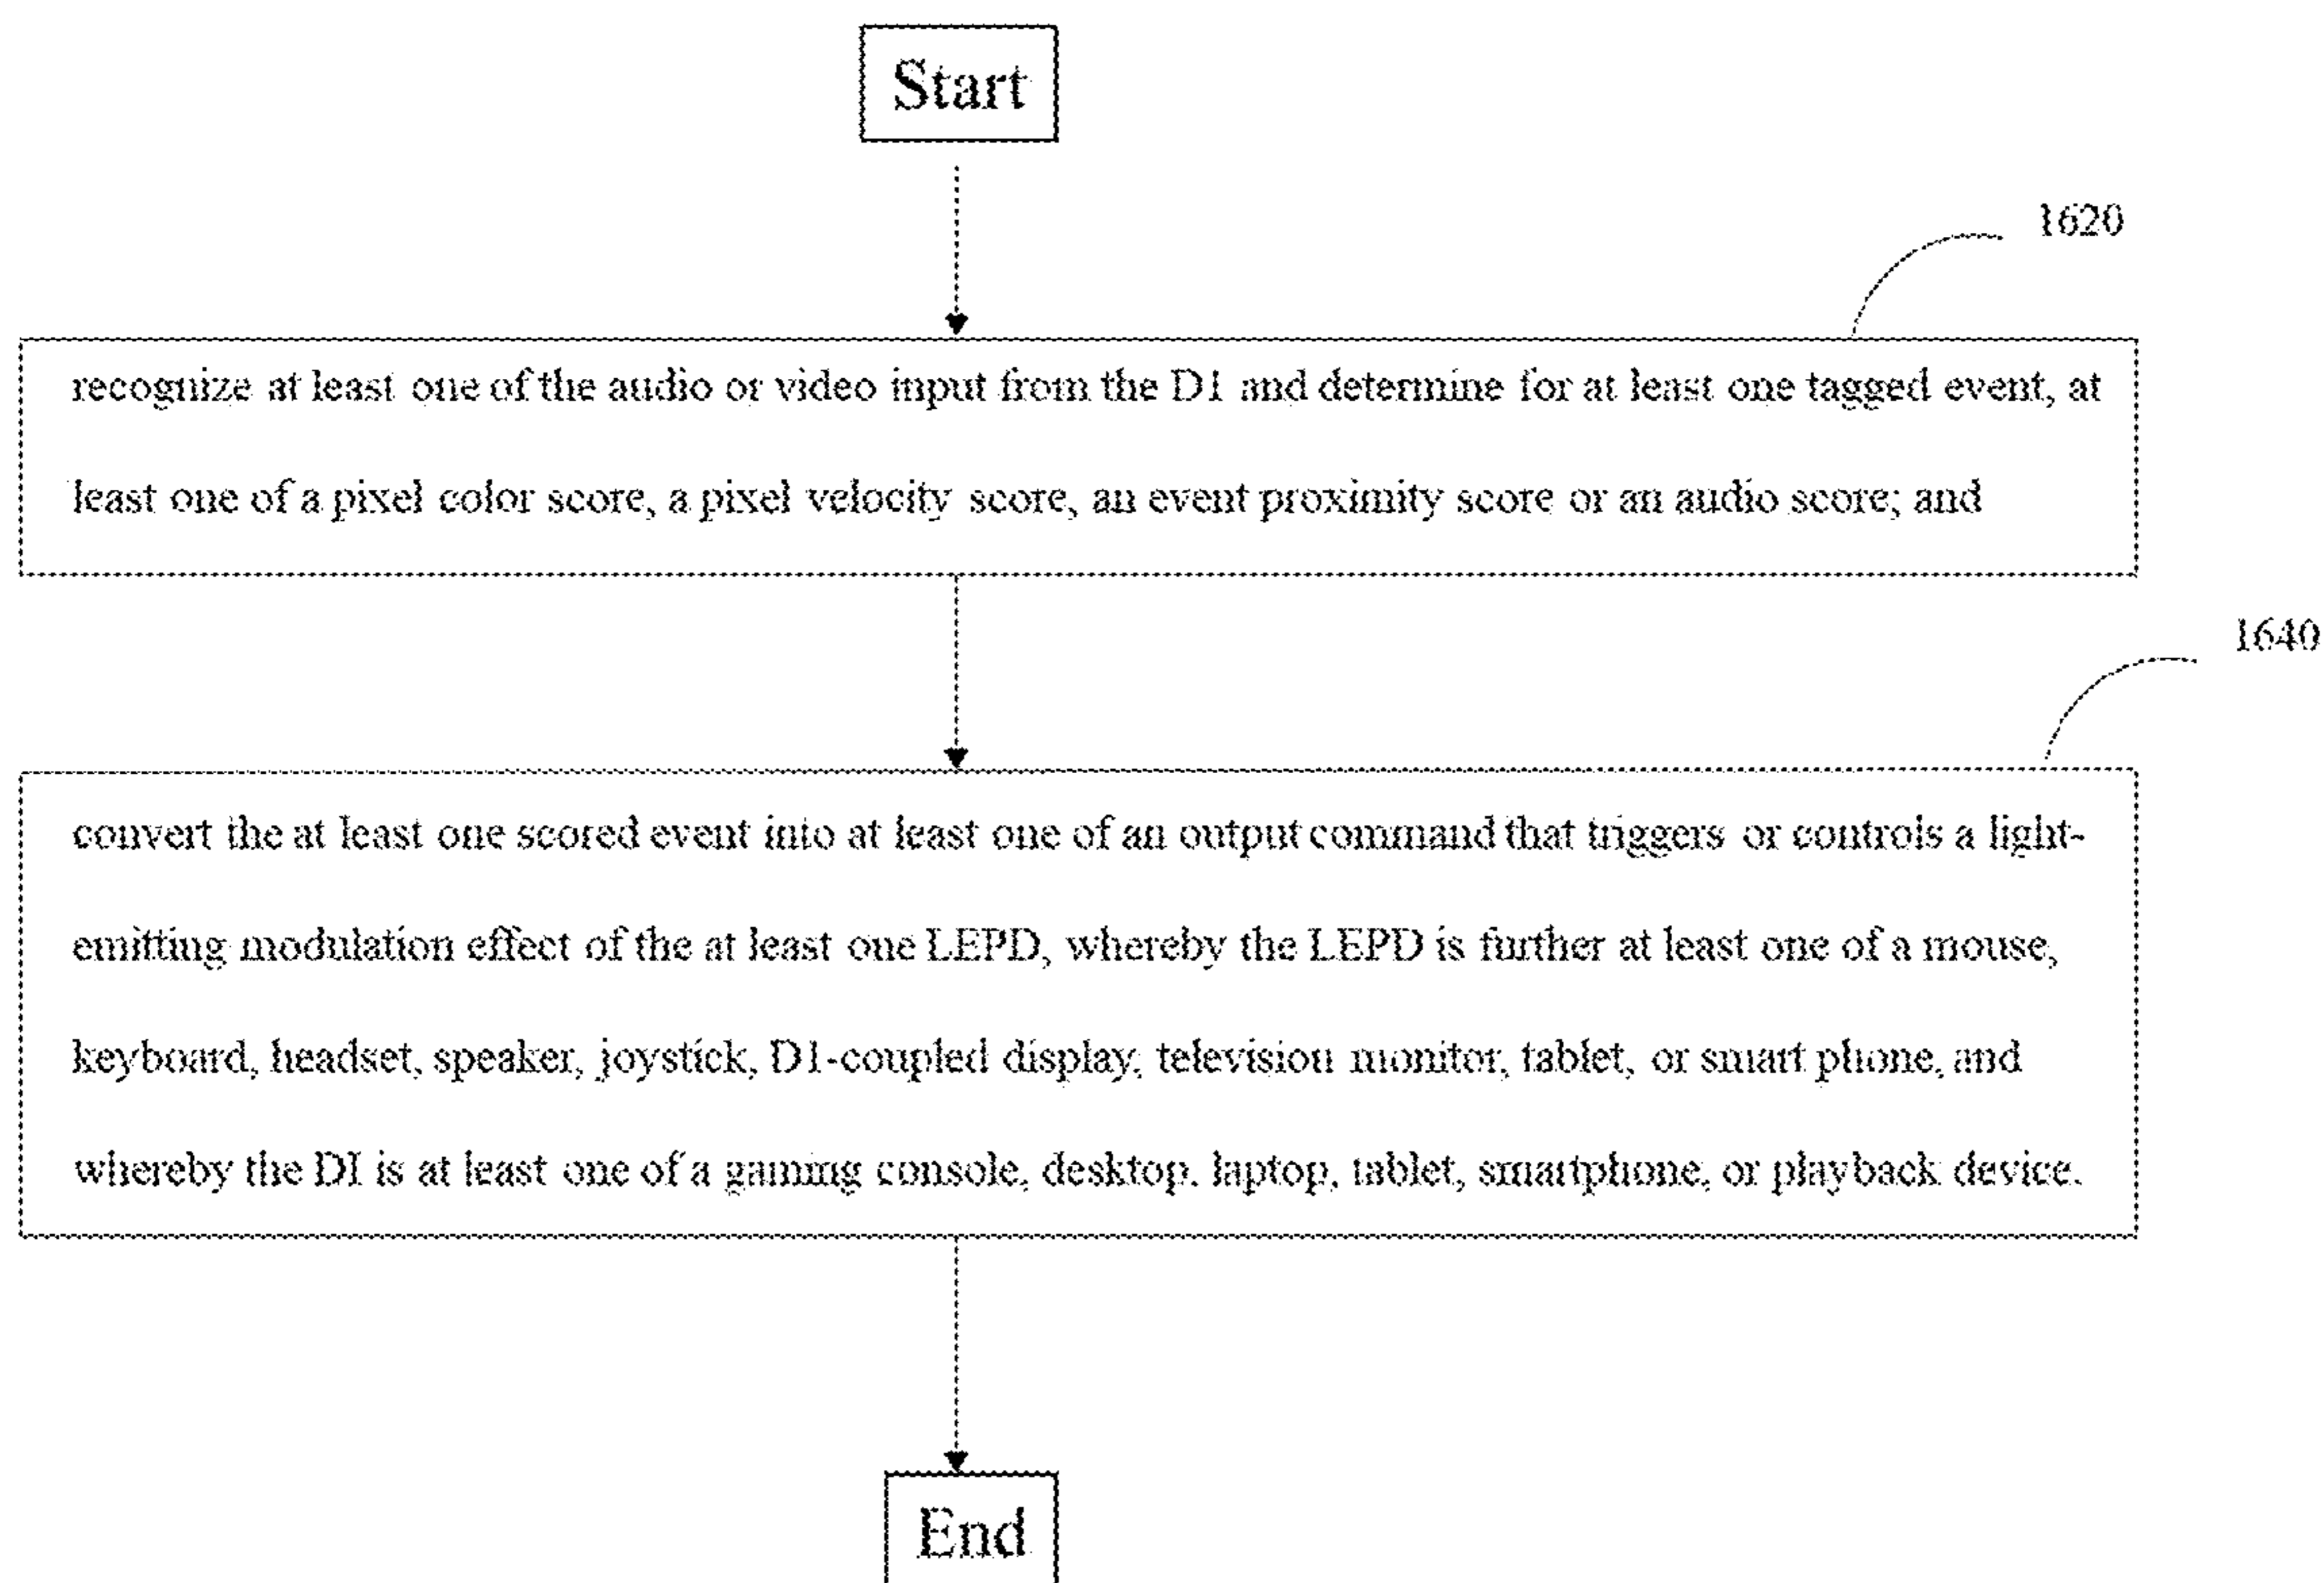 Start
1620
recognize at least one of the audio or video input from the D1 and determine for at least one tagged event, at
least one of a pixel color score, a pixel velocity score, an event proximity score or an audio score; and
1640
convert the at least one scored event into at least one of an output command that triggers or controls a light-
emitting modulation effect of the at least one LEPD, whereby the LEPD is further at least one of a mouse,
keyboard, headset, speaker, joystick, D1-coupled display, television monitor, tablet, or smart phone, and
whereby the DI is at least one of a gaming console, desktop, laptop, tablet, smartphone, or playback device.
End